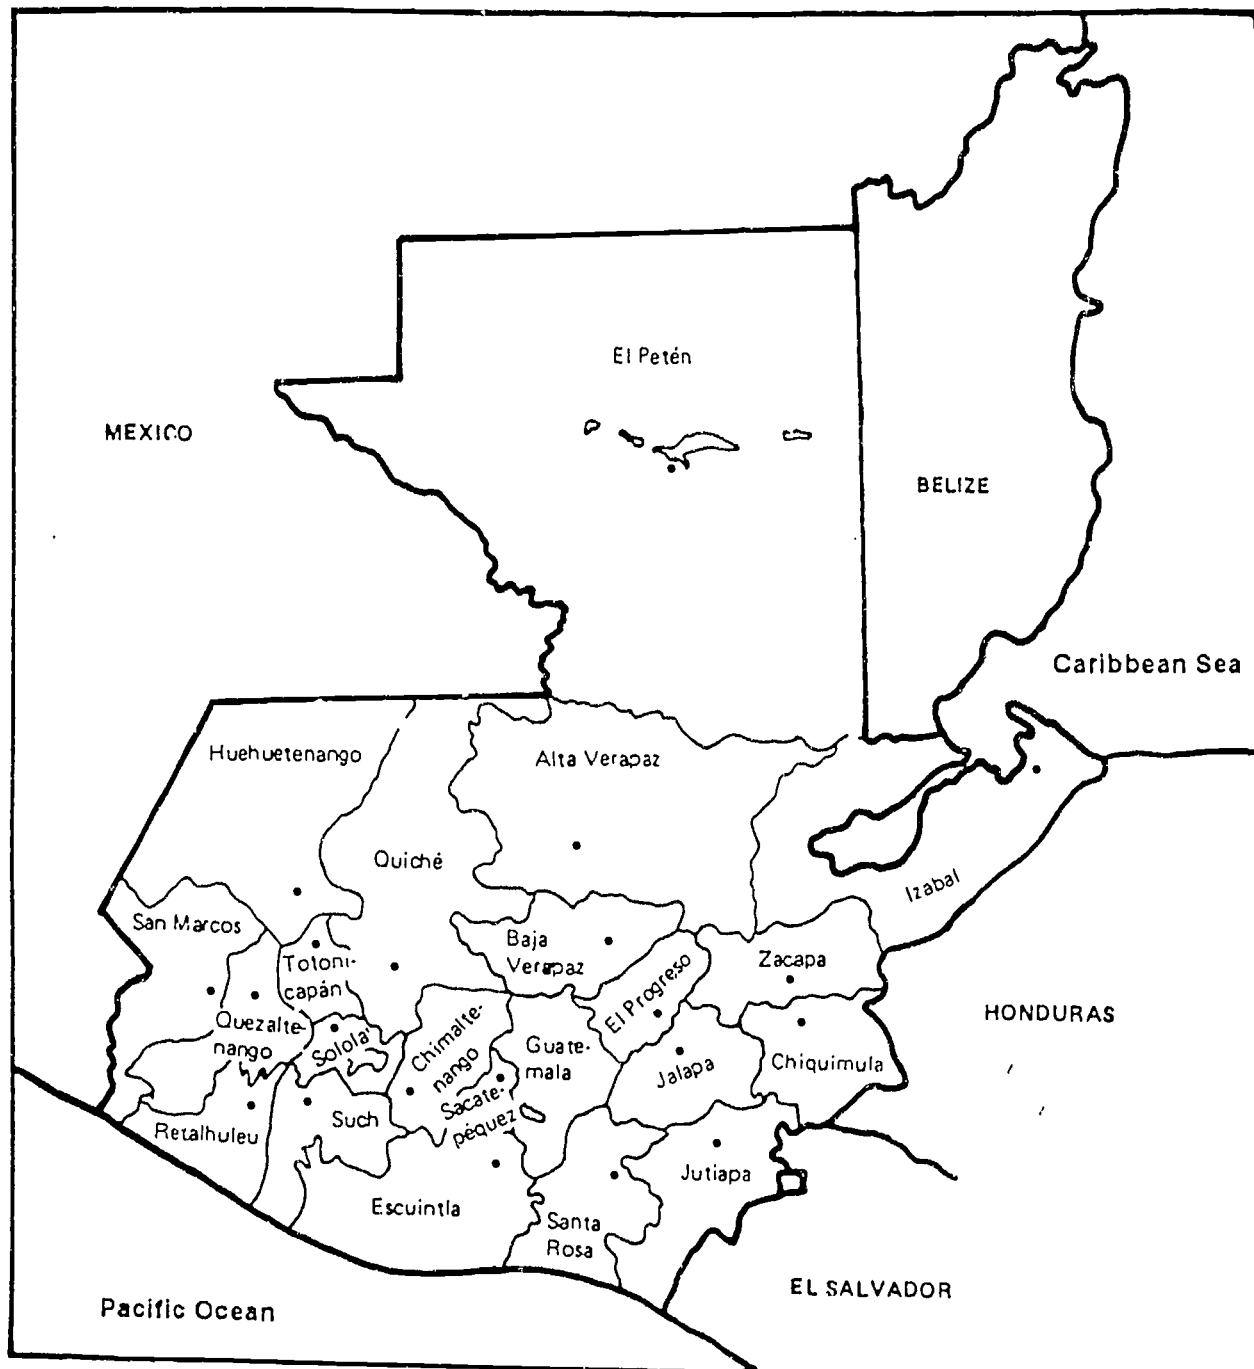 El Petén
MEXICO
BELIZE
Caribbean Sea
Huehuetenango
Alta Verapaz
Quiché
Izabal
San Marcos
Baja
Verapaz
Zacapa
Totoni-
capán
El Progreso
HONDURAS
Quezalte-
nango
Sololá
Chimalte-
nango
Guate-
mala
Jalapa
Chiquimula
Sacate-
péquez
Such
Retalhuleu
Jutiapa
Escuintla
Santa
Rosa
EL SALVADOR
Pacific Ocean